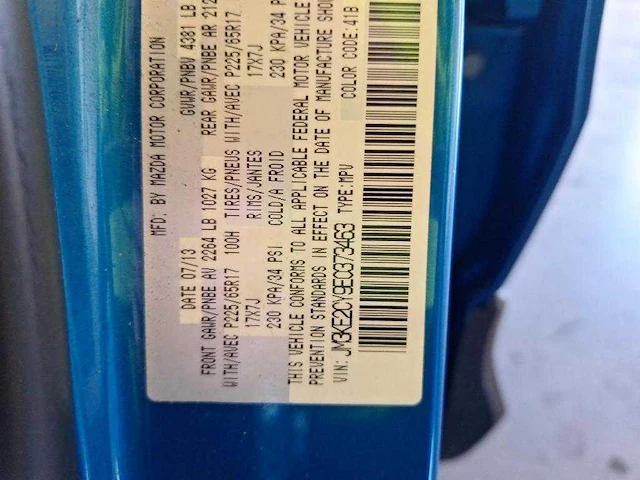 MFD: BY MAZDA MOTOR CORPORATION
DATE 07/13 GVWR/PNBV 4381 LB
FRONT GAWR/PNBE AV 2264 LB 1027 KG REAR GAWR/PNBE AR 212
WITH/AVEC P225/65R17 100H TIRES/PNEUS WITH/AVEC P225/65R17
17X7J RIMS/JANTES 17X7J
230 KPA/34 PSI COLD/A FROID 230 KPA/34 P
THIS VEHICLE CONFORMS TO ALL APPLICABLE FEDERAL MOTOR VEHICLE
PREVENTION STANDARDS IN EFFECT ON THE DATE OF MANUFACTURE SHOW
VIN: JM3KE2CY9E0373463 TYPE:MPV COLOR CODE: 41B